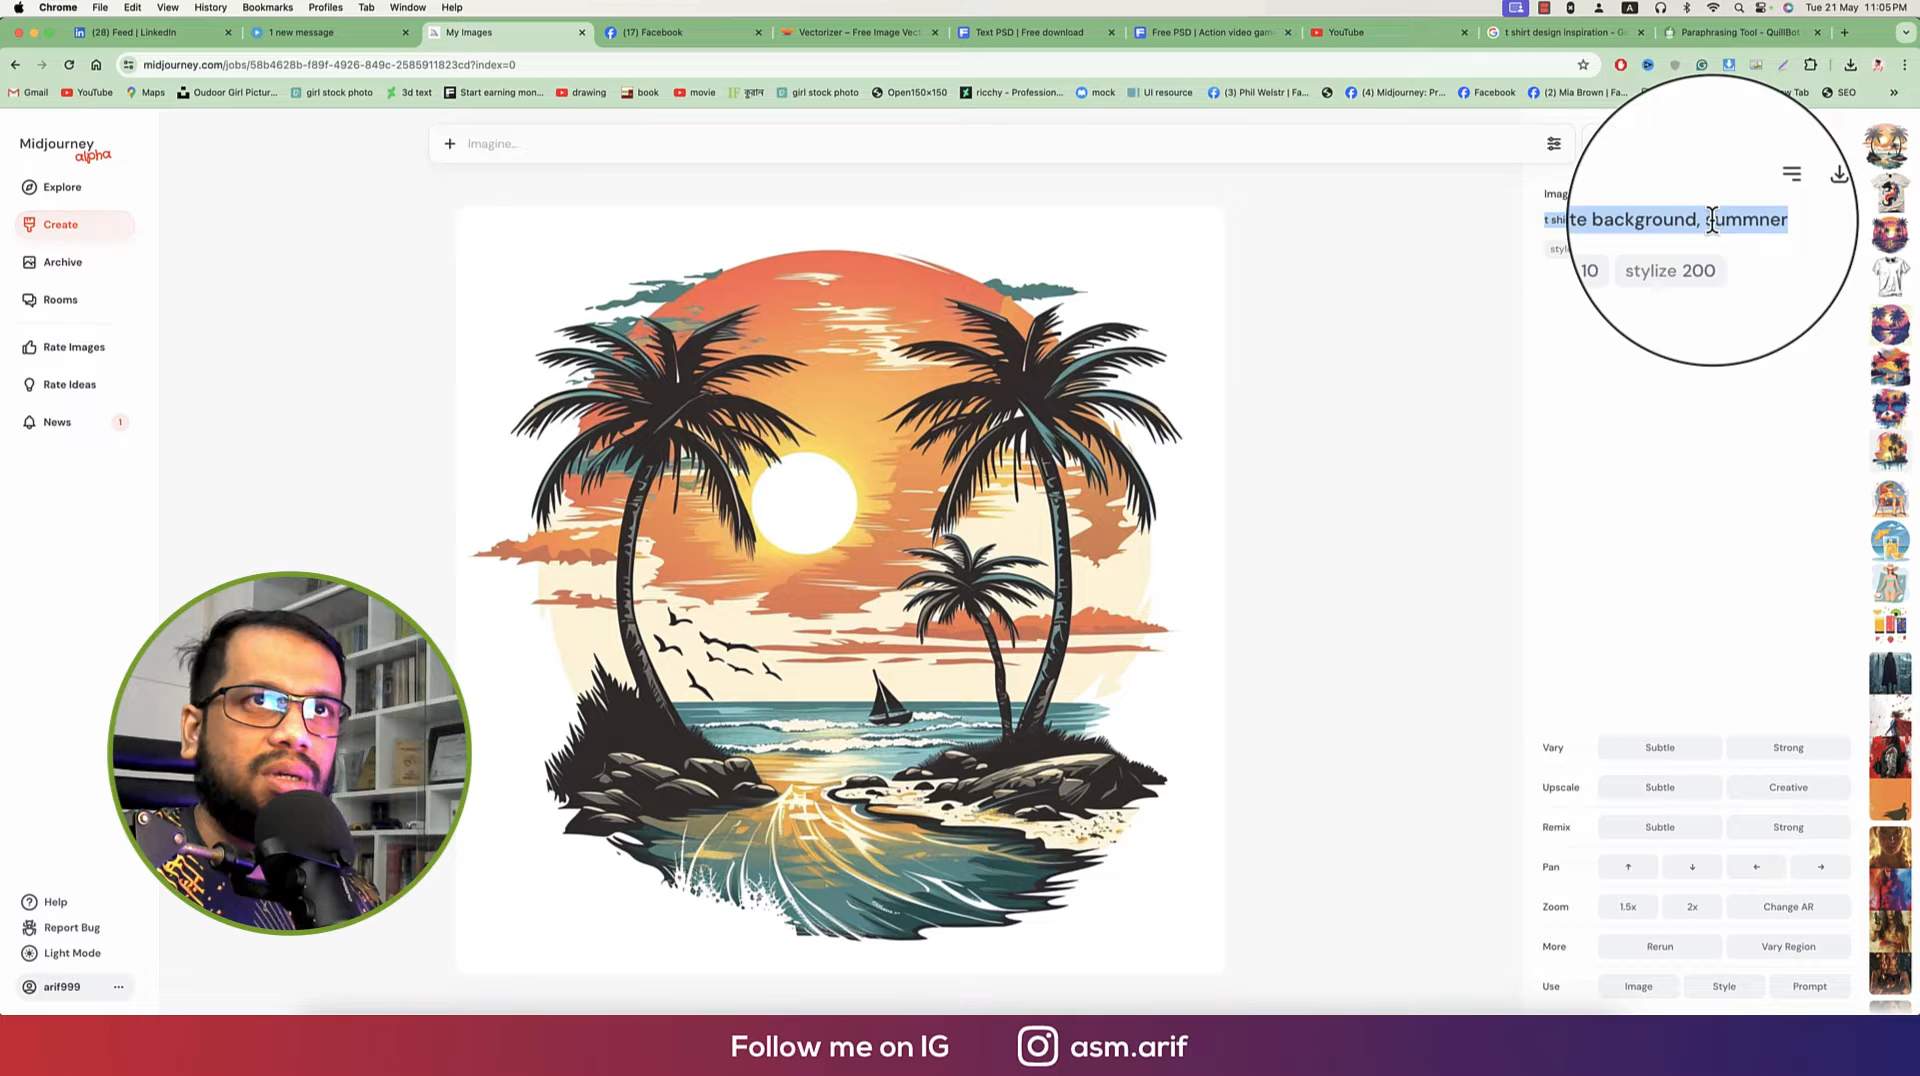 Chrome File Edit View History Bookmarks Profiles Tab Window Help
A
Tue 21 May 11:05 PM
(28) Feed | LinkedIn
1 new message
My Images
(17) Facebook
Vectorizer – Free Image Vect
Text PSD | Free download
Free PSD | Action video gam
YouTube
t shirt design inspiration - G
Paraphrasing Tool - QuillBot
midjourney.com/jobs/58b4628b-f89f-4926-849c-2585911823cd?index=0
Gmail
YouTube
Maps
Oudoor Girl Pictur...
girl stock photo
3d text
Start earning mon...
drawing
book
movie
কুরআন
girl stock photo
Open150×150
ricchy - Profession...
mock
UI resource
(3) Phil Welstr | Fa...
(4) Midjourney: Pr...
Facebook
(2) Mia Brown | Fa...
Tab
SEO
Midjourney
alpha
Imagine...
Explore
Create
Archive
Rooms
Rate Images
Rate Ideas
News 1
Imag
t shi te background, summner
styl 10 stylize 200
Vary Subtle Strong
Upscale Subtle Creative
Remix Subtle Strong
Pan ↑ ↓ ← →
Zoom 1.5x 2x Change AR
More Rerun Vary Region
Use Image Style Prompt
Help
Report Bug
Light Mode
arif999 ...
Follow me on IG asm.arif